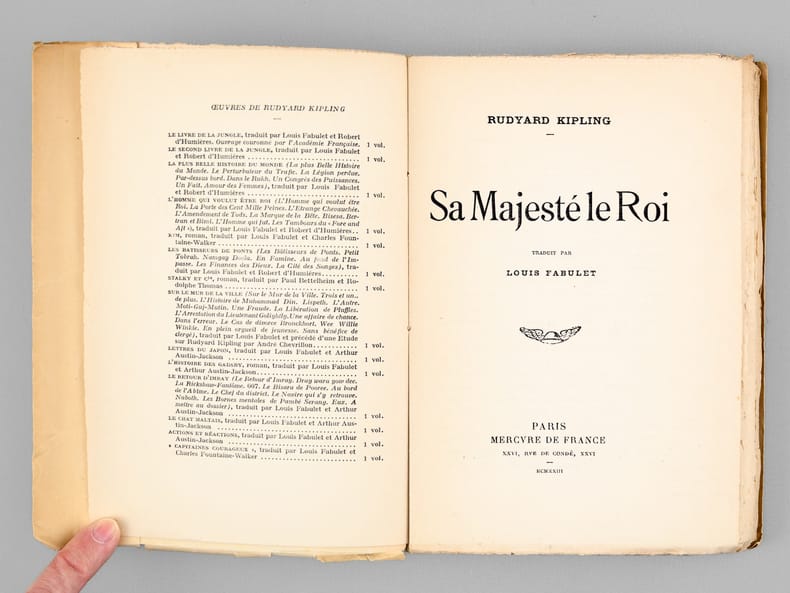 ŒUVRES DE RUDYARD KIPLING
LE LIVRE DE LA JUNGLE, traduit par Louis Fabulet et Robert
d'Humières. Ouvrage couronné par l'Académie Française. 1 vol.
LE SECOND LIVRE DE LA JUNGLE, traduit par Louis Fabulet
et Robert d'Humières .......... 1 vol.
LA PLUS BELLE HISTOIRE DU MONDE (La plus Belle Histoire
du Monde. Le Perturbateur du Trafic. La Légion perdue.
Par-dessus bord. Dans le Rukh. Un Congrès des Puissances.
Un Fait. Amour des Femmes), traduit par Louis Fabulet
et Robert d'Humières .......... 1 vol.
L'HOMME QUI VOULUT ÊTRE ROI (L'Homme qui voulut être
Roi. La Porte des Cent Mille Peines. L'Etrange Chevauchée.
L'Amendement de Tods. La Marque de la Bête. Bisesa. Ber-
tran et Bimi. L'Homme qui fut. Les Tambours du « Fore and
Aft »), traduit par Louis Fabulet et Robert d'Humières.. 1 vol.
KIM, roman, traduit par Louis Fabulet et Charles Foun-
taine-Walker .......... 1 vol.
LES BATISSEURS DE PONTS (Les Bâtisseurs de Ponts. Petit
Tobrah. Namgay Doola. En Famine. Au fond de l'Im-
passe. Les Finances des Dieux. La Cité des Songes), tra-
duit par Louis Fabulet et Robert d'Humières .......... 1 vol.
STALKY ET Cie, roman, traduit par Paul Bettelheim et Ro-
dolphe Thomas .......... 1 vol.
SUR LE MUR DE LA VILLE (Sur le Mur de la Ville. Trois et un..
de plus. L'Histoire de Muhammad Din. Lispeth. L'Autre.
Moti-Guj-Mutin. Une Fraude. La Libération de Pluffles.
L'Arrestation du Lieutenant Golightly. Une affaire de chance.
Dans l'erreur. Le Cas de divorce Bronckhorst. Wee Willie
Winkie. En plein orgueil de jeunesse. Sans bénéfice de
clergé), traduit par Louis Fabulet et précédé d'une Etude
sur Rudyard Kipling par André Chevrillon .......... 1 vol.
LETTRES DU JAPON, traduit par Louis Fabulet et Arthur
Austin-Jackson .......... 1 vol.
L'HISTOIRE DES GADSBY, roman, traduit par Louis Fabulet
et Arthur Austin-Jackson .......... 1 vol.
LE RETOUR D'IMRAY (Le Retour d'Imray. Dray wara yow dee.
La Rickshaw-Fantôme. 007. Le Bisara de Pooree. Au bord
de l'Abîme. Le Chef du district. Le Navire qui s'y retrouve.
Naboth. Les Bornes mentales de Pambé Serang. Eux. A
mettre au dossier), traduit par Louis Fabulet et Arthur
Austin-Jackson .......... 1 vol.
LE CHAT MALTAIS, traduit par Louis Fabulet et Arthur Aus-
tin-Jackson .......... 1 vol.
ACTIONS ET RÉACTIONS, traduit par Louis Fabulet et Arthur
Austin-Jackson .......... 1 vol.
« CAPITAINES COURAGEUX », traduit par Louis Fabulet et
Charles Fountaine-Walker .......... 1 vol.
RUDYARD KIPLING
Sa Majesté le Roi
TRADUIT PAR
LOUIS FABULET
PARIS
MERCVRE DE FRANCE
XXVI, RVE DE CONDÉ, XXVI
MCMXXIII